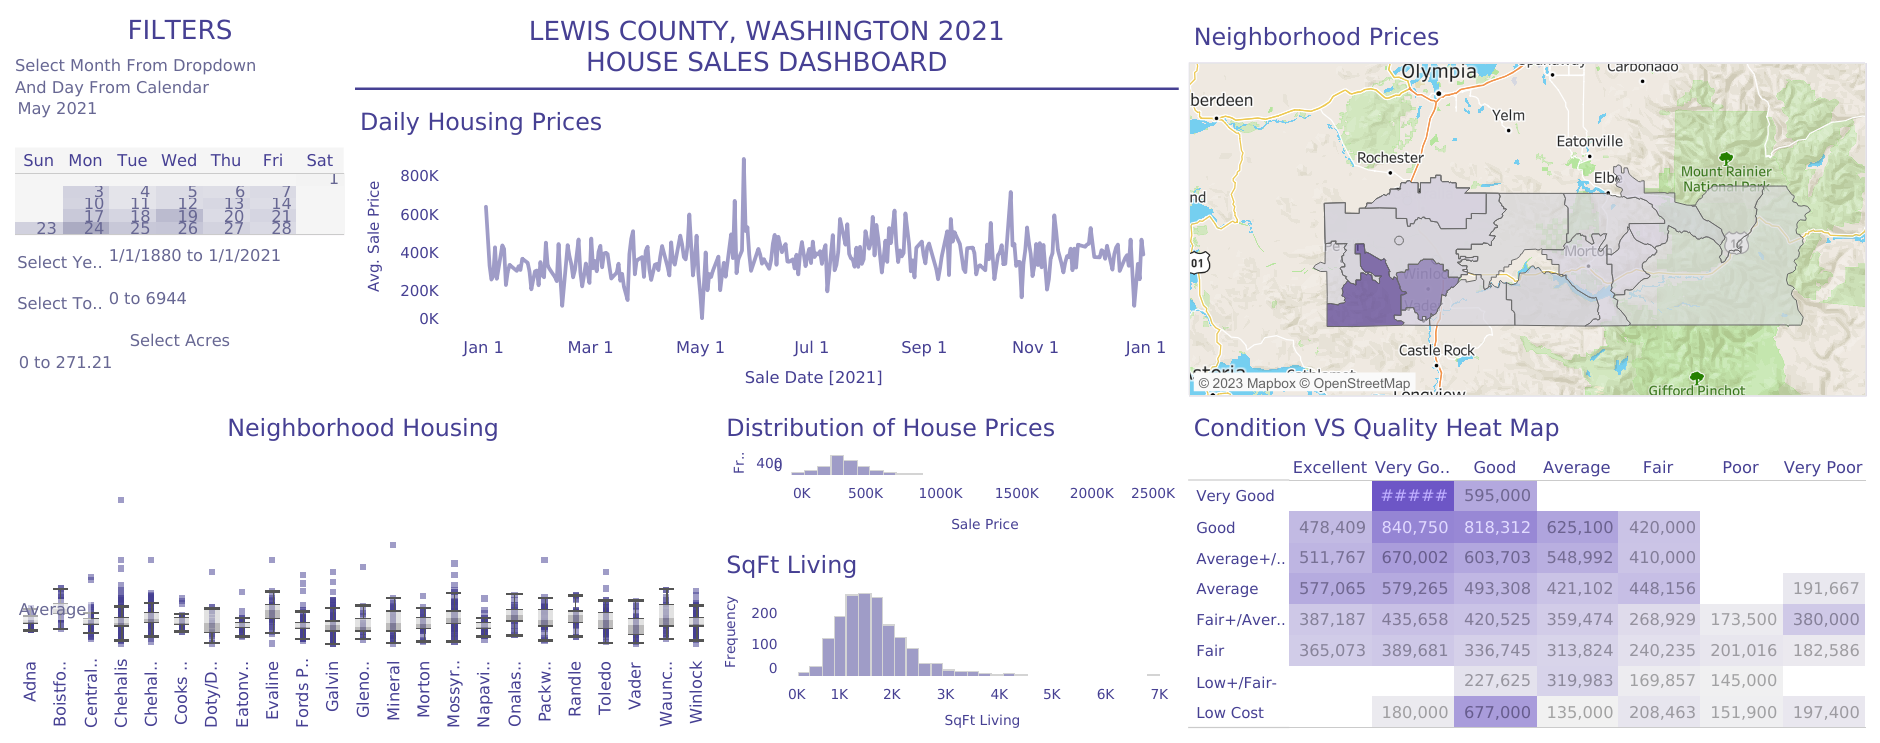 FILTERS
Select Month From Dropdown
And Day From Calendar
May 2021
Sun Mon Tue Wed Thu Fri Sat
1
3 4 5 6 7
10 11 12 13 14
17 18 19 20 21
23 24 25 26 27 28
Select Ye.. 1/1/1880 to 1/1/2021
Select To.. 0 to 6944
Select Acres
0 to 271.21
LEWIS COUNTY, WASHINGTON 2021
HOUSE SALES DASHBOARD
Daily Housing Prices
Avg. Sale Price
800K
600K
400K
200K
0K
Jan 1 Mar 1 May 1 Jul 1 Sep 1 Nov 1 Jan 1
Sale Date [2021]
Neighborhood Prices
Olympia
Carbonado
berdeen
Yelm
Eatonville
Rochester
Elbe
Mount Rainier
National Park
nd
01
Winlo
Morton
Vade
Castle Rock
Longview
Gifford Pinchot
© 2023 Mapbox © OpenStreetMap
Neighborhood Housing
Average
Adna
Boistfo..
Central..
Chehalis
Chehal..
Cooks ..
Doty/D..
Eatonv..
Evaline
Fords P..
Galvin
Gleno..
Mineral
Morton
Mossyr..
Napavi..
Onalas..
Packw..
Randle
Toledo
Vader
Waunc..
Winlock
Distribution of House Prices
Fr..
400
0
0K 500K 1000K 1500K 2000K 2500K
Sale Price
SqFt Living
Frequency
200
100
0
0K 1K 2K 3K 4K 5K 6K 7K
SqFt Living
Condition VS Quality Heat Map
Excellent Very Go.. Good Average Fair Poor Very Poor
Very Good ##### 595,000
Good 478,409 840,750 818,312 625,100 420,000
Average+/.. 511,767 670,002 603,703 548,992 410,000
Average 577,065 579,265 493,308 421,102 448,156 191,667
Fair+/Aver.. 387,187 435,658 420,525 359,474 268,929 173,500 380,000
Fair 365,073 389,681 336,745 313,824 240,235 201,016 182,586
Low+/Fair- 227,625 319,983 169,857 145,000
Low Cost 180,000 677,000 135,000 208,463 151,900 197,400